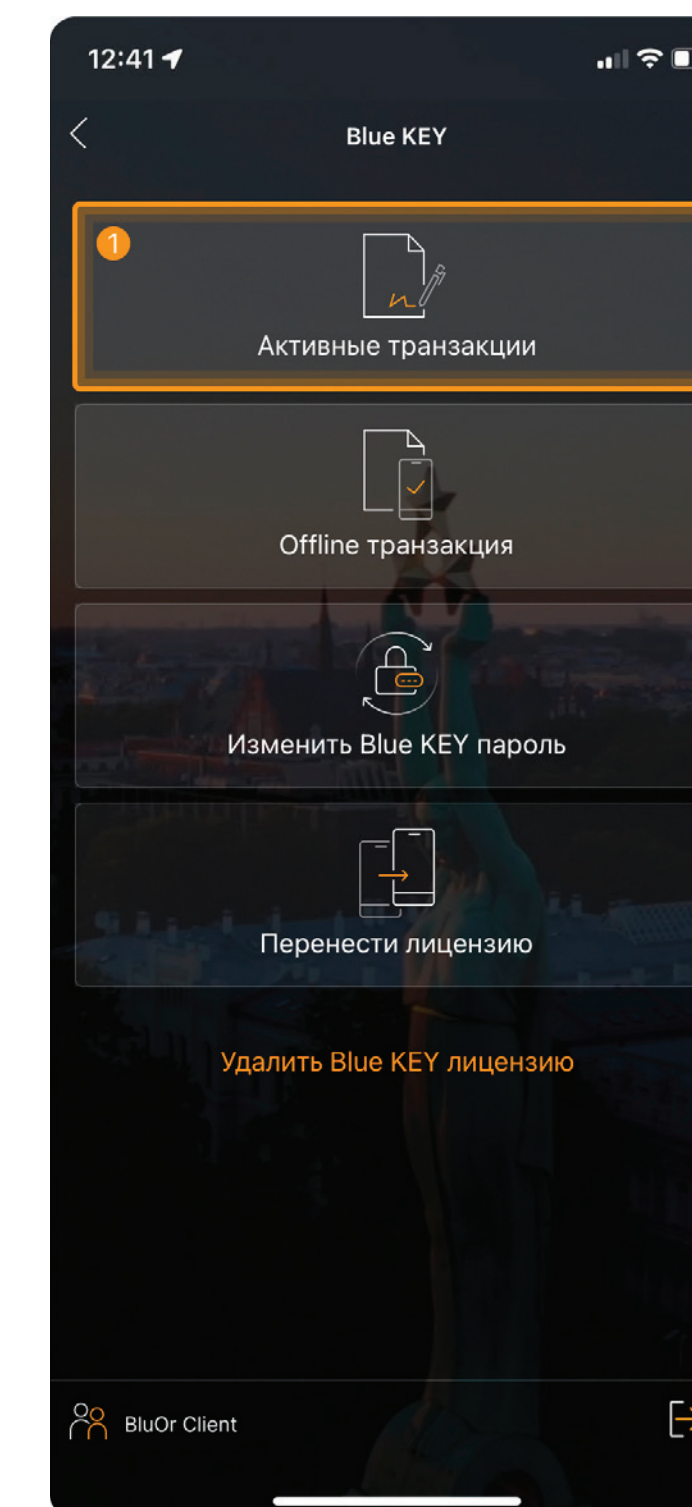 12:41
Blue KEY
1
Активные транзакции
Offline транзакция
Изменить Blue KEY пароль
Перенести лицензию
Удалить Blue KEY лицензию
BluOr Client